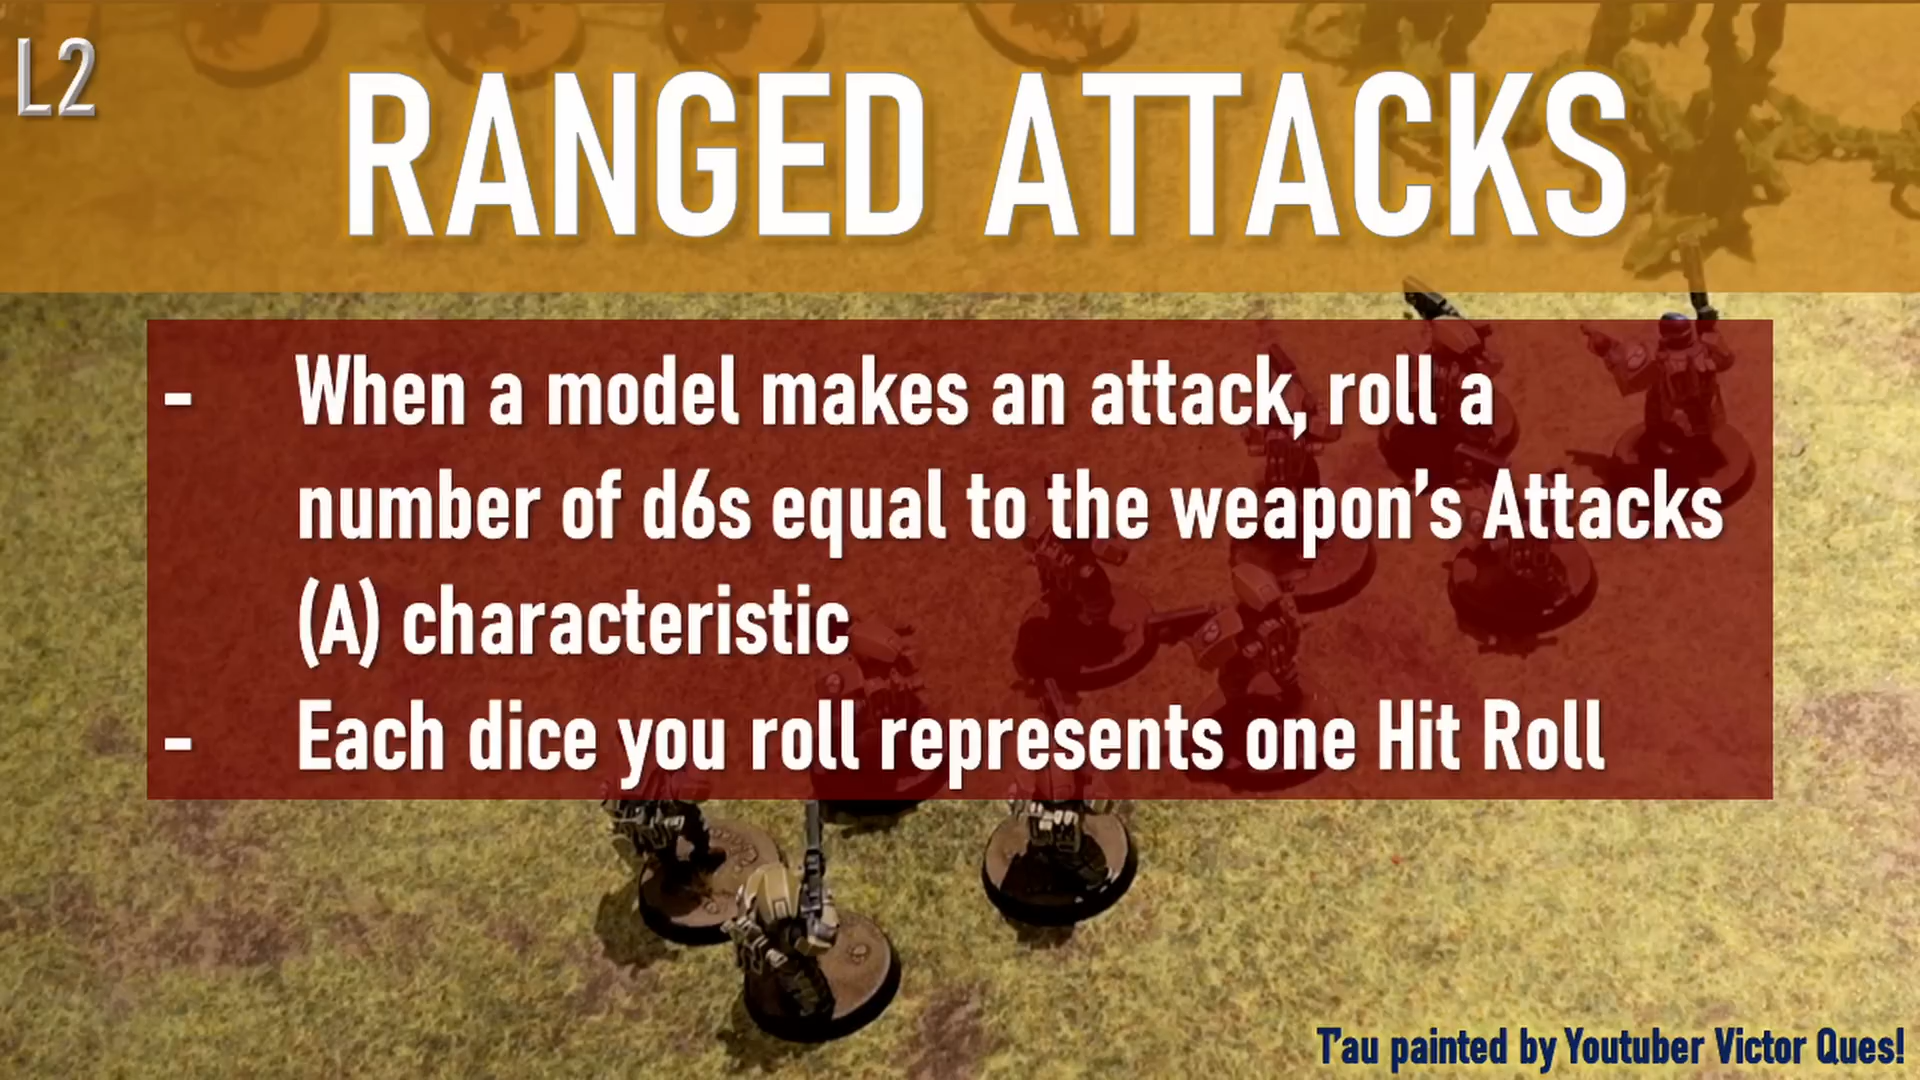 L2
RANGED ATTACKS
- When a model makes an attack, roll a
number of d6s equal to the weapon’s Attacks
(A) characteristic
- Each dice you roll represents one Hit Roll
T'au painted by Youtuber Victor Ques!